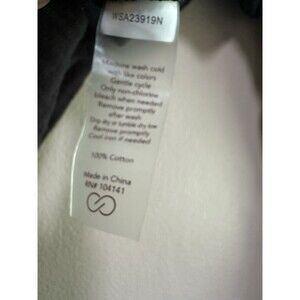 WSA23919N
Machine wash cold
with like colors
Gentle cycle
Only non-chlorine
bleach when needed
Remove promptly
after wash
Drip dry or tumble dry low
Remove promptly
Cool iron if needed
100% Cotton
Made in China
RN# 104141